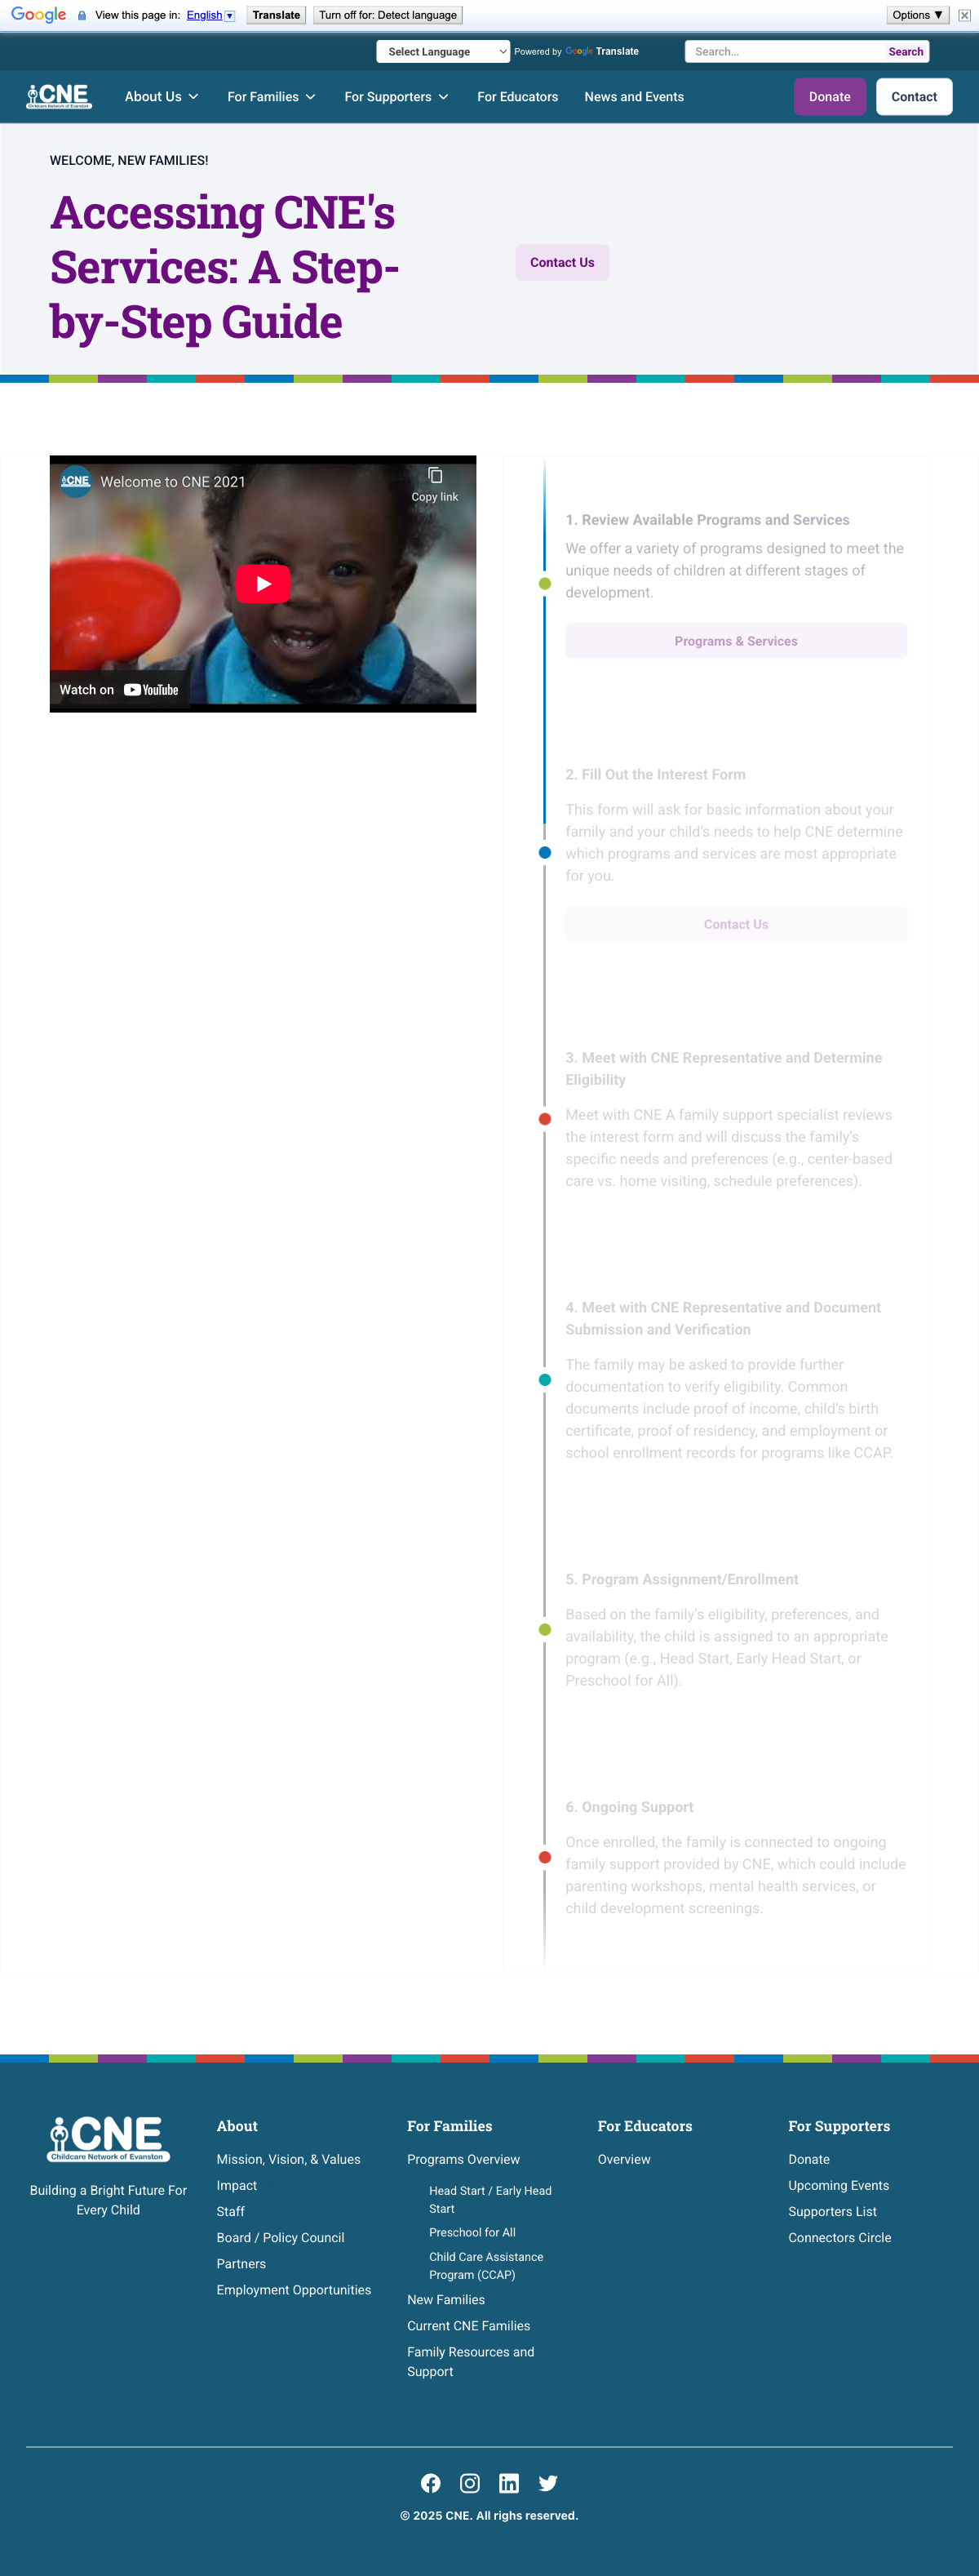 Google View this page in: English Translate Turn off for: Detect language Options ▼
Select Language Powered by Google Translate Search... Search
CNE About Us For Families For Supporters For Educators News and Events Donate Contact
Childcare Network of Evanston
WELCOME, NEW FAMILIES!
Accessing CNE's
Services: A Step-
by-Step Guide
Contact Us
CNE Welcome to CNE 2021
Copy link
Watch on YouTube
1. Review Available Programs and Services
We offer a variety of programs designed to meet the
unique needs of children at different stages of
development.
Programs & Services
2. Fill Out the Interest Form
This form will ask for basic information about your
family and your child's needs to help CNE determine
which programs and services are most appropriate
for you.
Contact Us
3. Meet with CNE Representative and Determine
Eligibility
Meet with CNE A family support specialist reviews
the interest form and will discuss the family's
specific needs and preferences (e.g., center-based
care vs. home visiting, schedule preferences).
4. Meet with CNE Representative and Document
Submission and Verification
The family may be asked to provide further
documentation to verify eligibility. Common
documents include proof of income, child's birth
certificate, proof of residency, and employment or
school enrollment records for programs like CCAP.
5. Program Assignment/Enrollment
Based on the family's eligibility, preferences, and
availability, the child is assigned to an appropriate
program (e.g., Head Start, Early Head Start, or
Preschool for All).
6. Ongoing Support
Once enrolled, the family is connected to ongoing
family support provided by CNE, which could include
parenting workshops, mental health services, or
child development screenings.
CNE
Childcare Network of Evanston
Building a Bright Future For
Every Child
About
Mission, Vision, & Values
Impact
Staff
Board / Policy Council
Partners
Employment Opportunities
For Families
Programs Overview
Head Start / Early Head
Start
Preschool for All
Child Care Assistance
Program (CCAP)
New Families
Current CNE Families
Family Resources and
Support
For Educators
Overview
For Supporters
Donate
Upcoming Events
Supporters List
Connectors Circle
© 2025 CNE. All righs reserved.